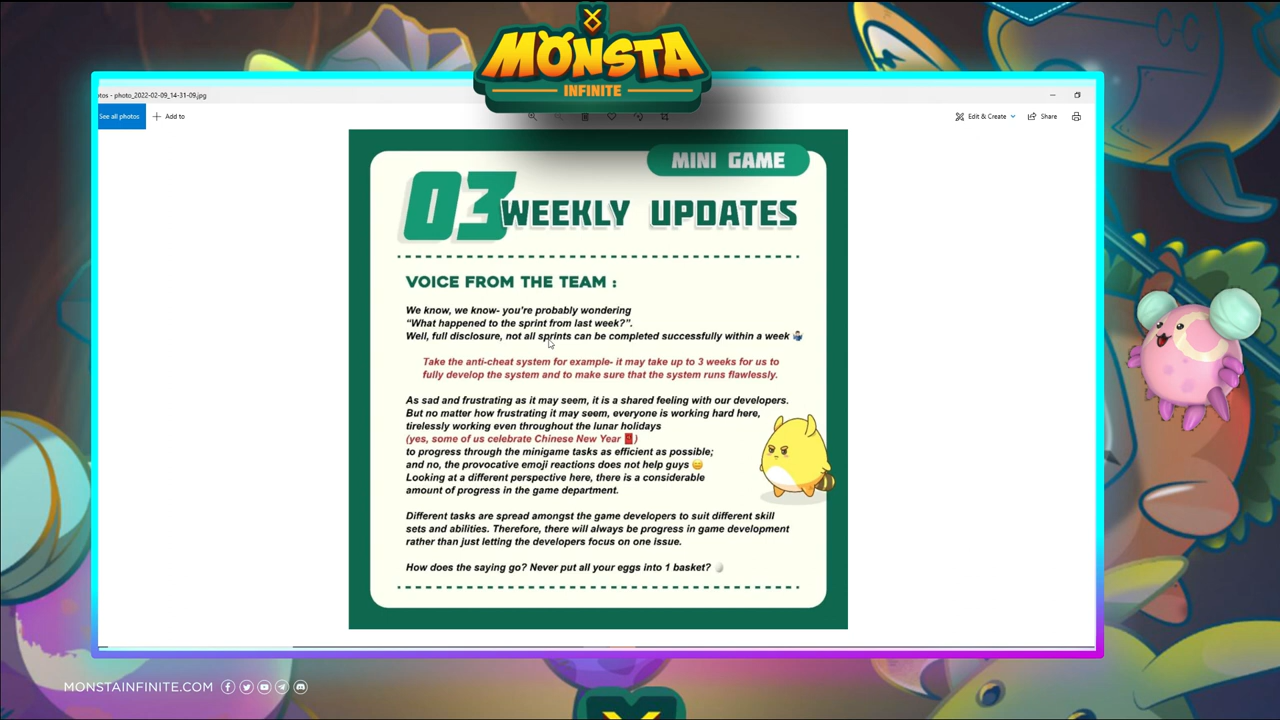 MONSTA
INFINITE
photo_2022-02-09_14-31-09.jpg
See all photos
Add to
Edit & Create
Share
MINI GAME
03 WEEKLY UPDATES
VOICE FROM THE TEAM :
We know, we know- you're probably wondering
“What happened to the sprint from last week?”.
Well, full disclosure, not all sprints can be completed successfully within a week
Take the anti-cheat system for example- it may take up to 3 weeks for us to
fully develop the system and to make sure that the system runs flawlessly.
As sad and frustrating as it may seem, it is a shared feeling with our developers.
But no matter how frustrating it may seem, everyone is working hard here,
tirelessly working even throughout the lunar holidays
(yes, some of us celebrate Chinese New Year 🧧)
to progress through the minigame tasks as efficient as possible;
and no, the provocative emoji reactions does not help guys 😑
Looking at a different perspective here, there is a considerable
amount of progress in the game department.
Different tasks are spread amongst the game developers to suit different skill
sets and abilities. Therefore, there will always be progress in game development
rather than just letting the developers focus on one issue.
How does the saying go? Never put all your eggs into 1 basket? 🥚
MONSTAINFINITE.COM